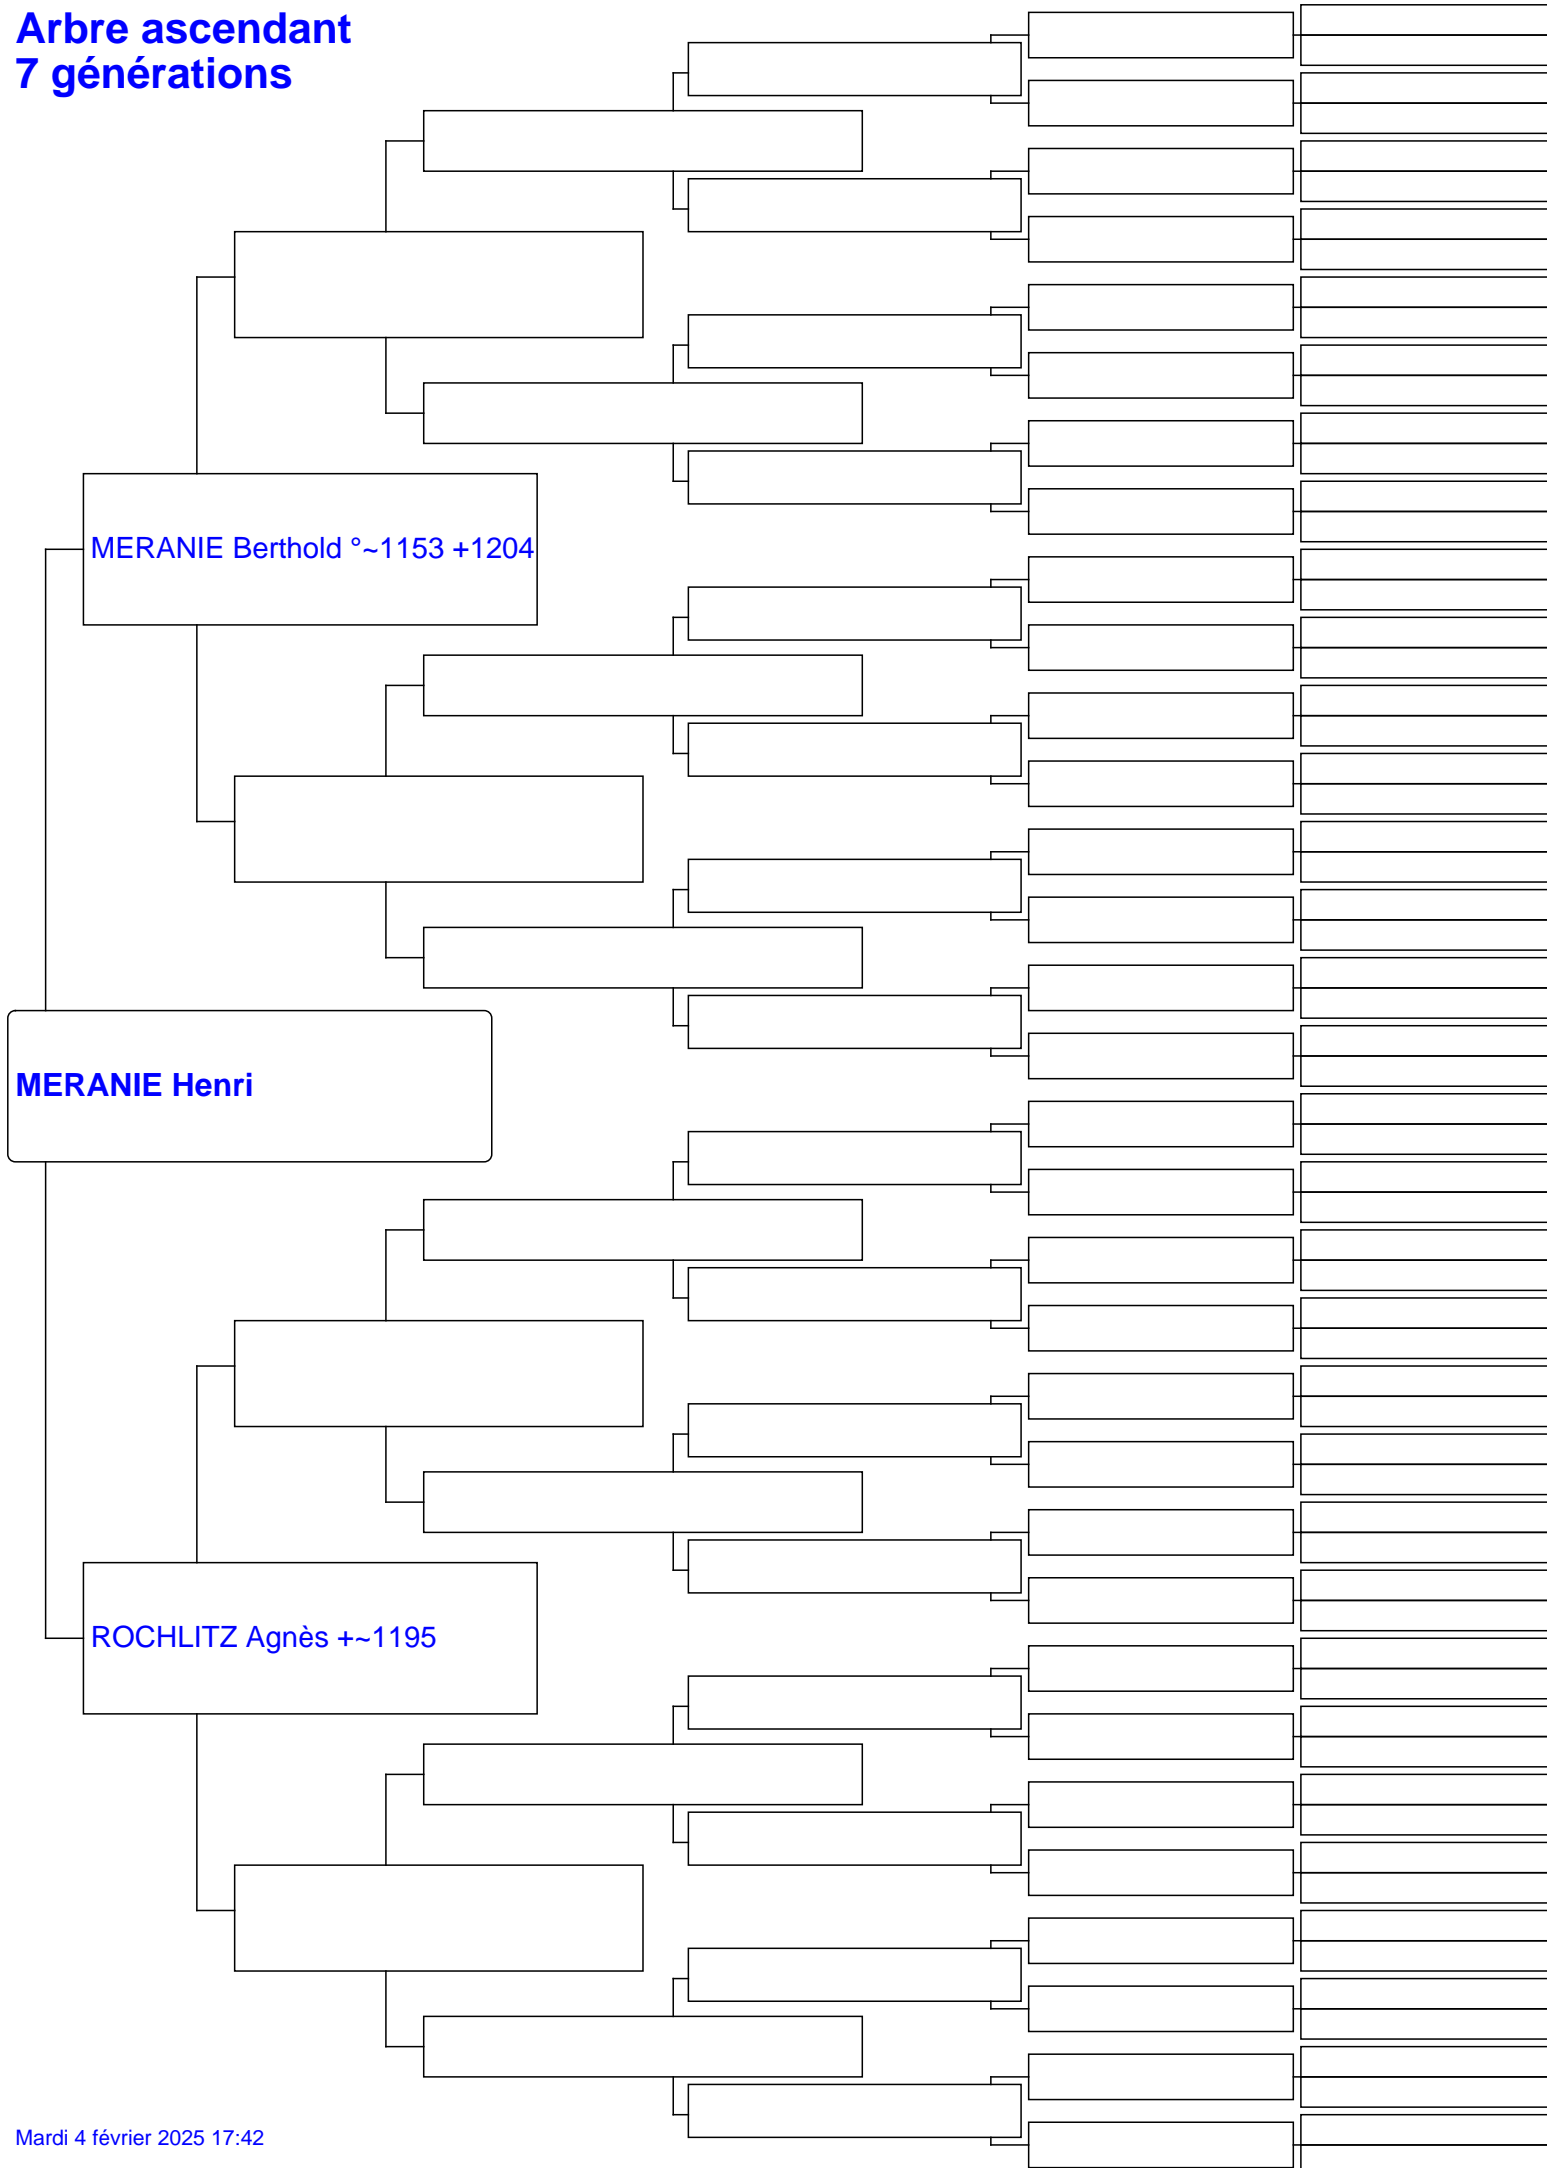 Arbre ascendant
7 générations
MERANIE Berthold °~1153 +1204
MERANIE Henri
ROCHLITZ Agnès +~1195
Mardi 4 février 2025 17:42